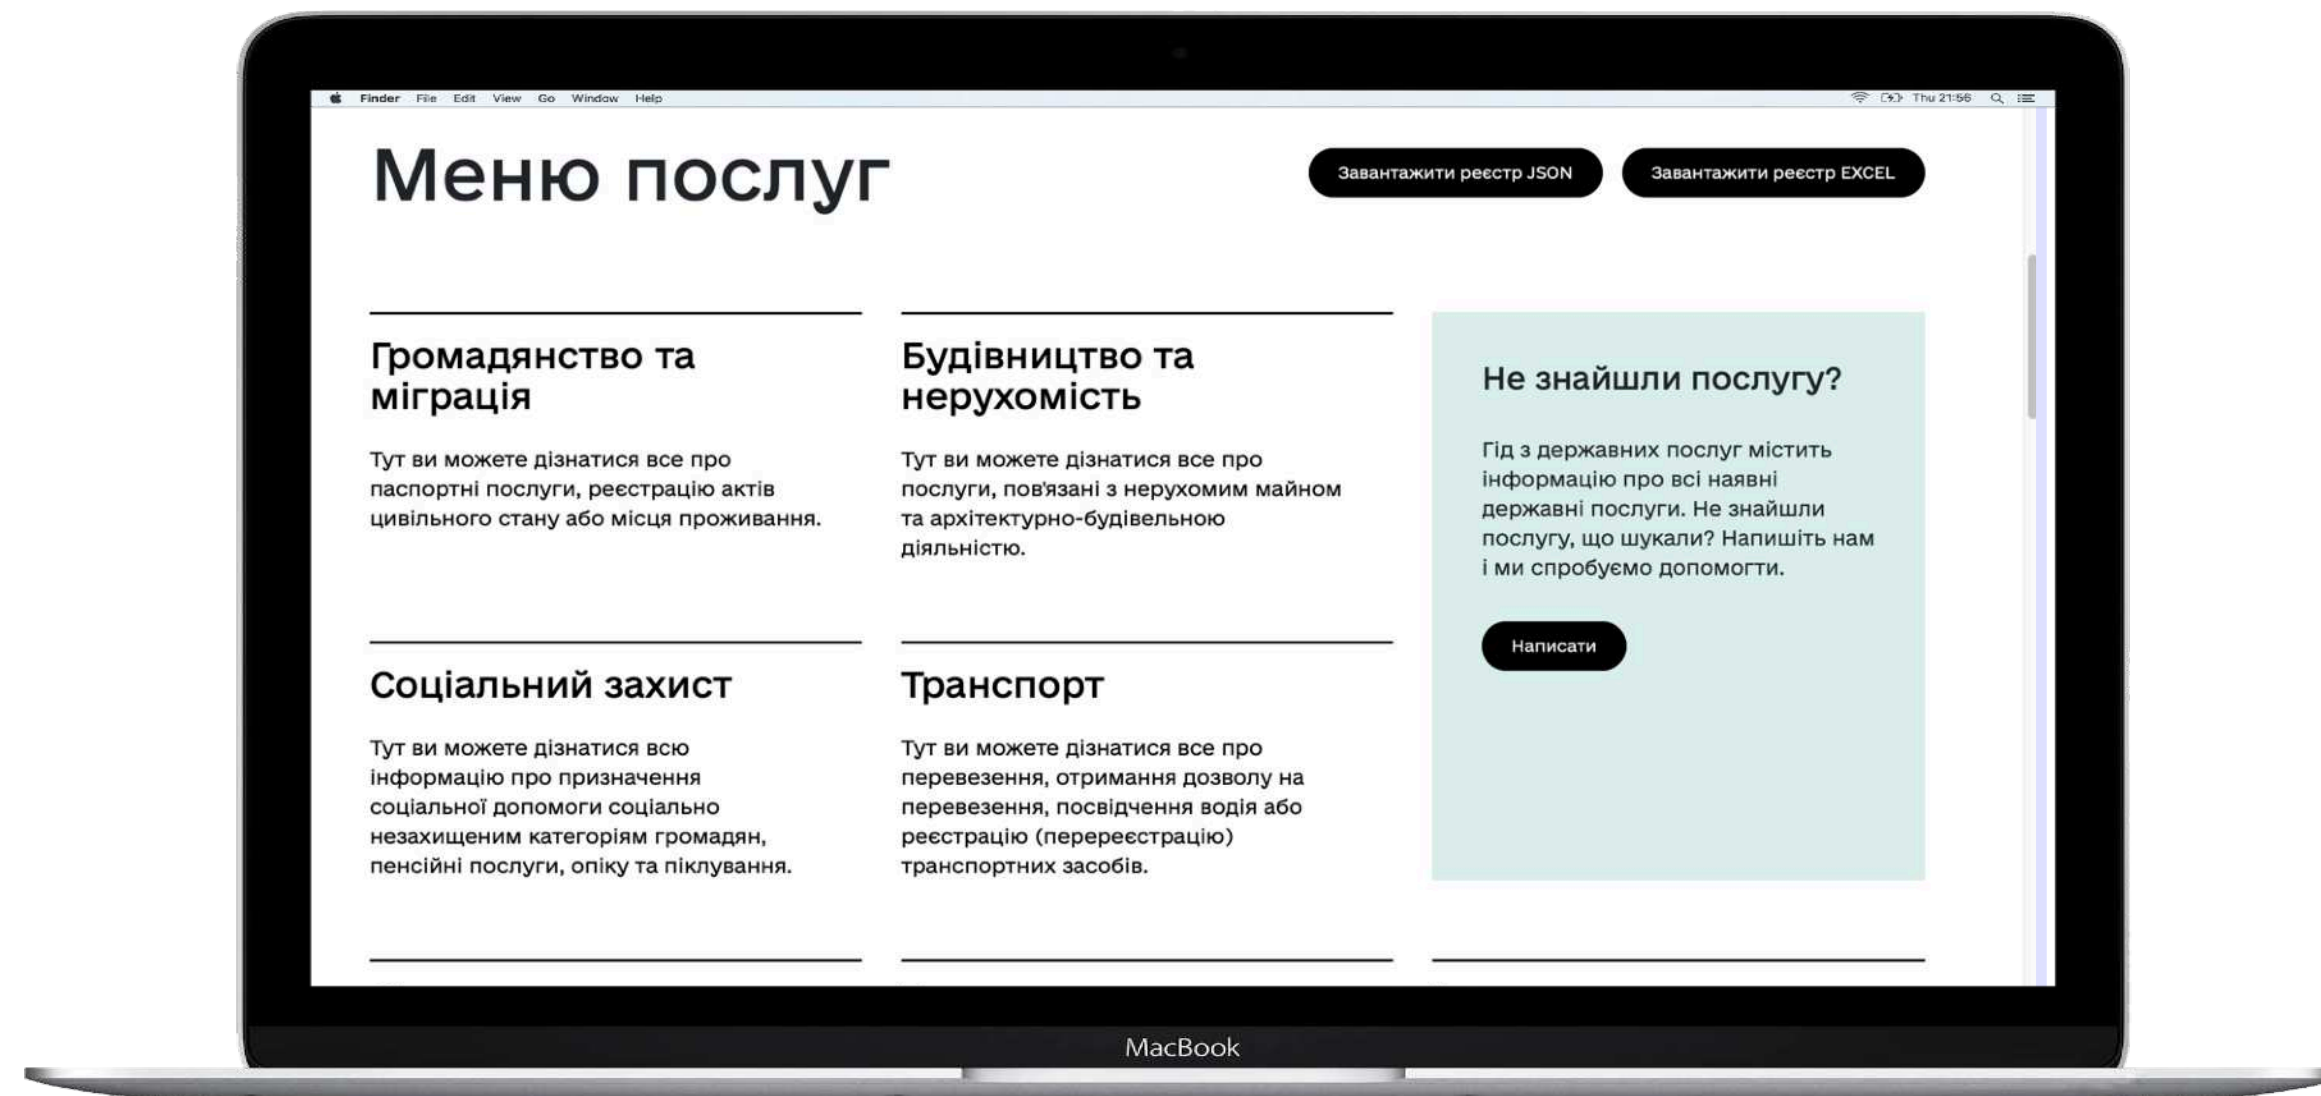 Finder File Edit View Go Window Help
Thu 21:56
Меню послуг
Завантажити реєстр JSON
Завантажити реєстр EXCEL
Громадянство та
міграція
Тут ви можете дізнатися все про
паспортні послуги, реєстрацію актів
цивільного стану або місця проживання.
Будівництво та
нерухомість
Тут ви можете дізнатися все про
послуги, пов'язані з нерухомим майном
та архітектурно-будівельною
діяльністю.
Не знайшли послугу?
Гід з державних послуг містить
інформацію про всі наявні
державні послуги. Не знайшли
послугу, що шукали? Напишіть нам
і ми спробуємо допомогти.
Написати
Соціальний захист
Тут ви можете дізнатися всю
інформацію про призначення
соціальної допомоги соціально
незахищеним категоріям громадян,
пенсійні послуги, опіку та піклування.
Транспорт
Тут ви можете дізнатися все про
перевезення, отримання дозволу на
перевезення, посвідчення водія або
реєстрацію (перереєстрацію)
транспортних засобів.
MacBook